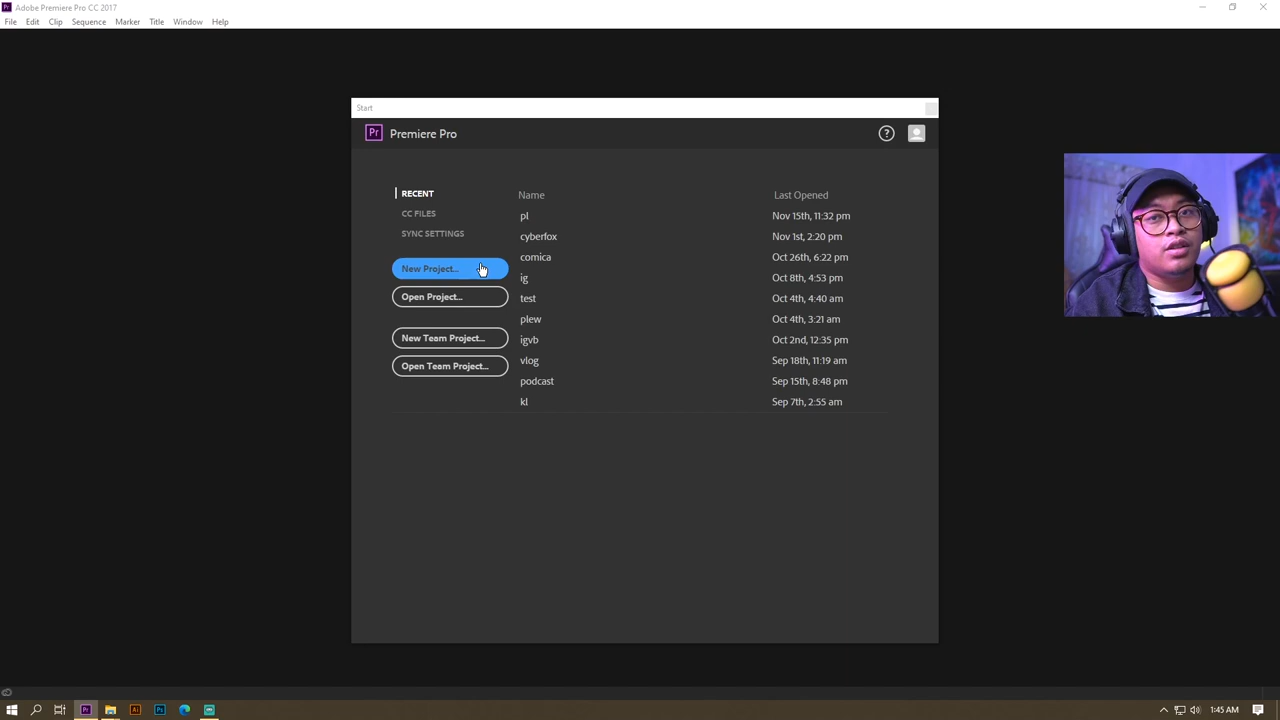 Adobe Premiere Pro CC 2017
File Edit Clip Sequence Marker Title Window Help
Start
Pr Premiere Pro
?
RECENT
CC FILES
SYNC SETTINGS
New Project...
Open Project...
New Team Project...
Open Team Project...
Name Last Opened
pl Nov 15th, 11:32 pm
cyberfox Nov 1st, 2:20 pm
comica Oct 26th, 6:22 pm
ig Oct 8th, 4:53 pm
test Oct 4th, 4:40 am
plew Oct 4th, 3:21 am
igvb Oct 2nd, 12:35 pm
vlog Sep 18th, 11:19 am
podcast Sep 15th, 8:48 pm
kl Sep 7th, 2:55 am
Pr Ai Ps 1:45 AM